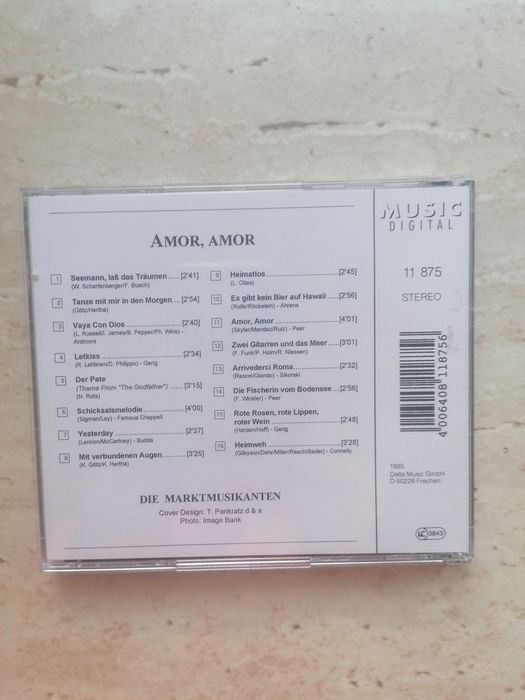 AMOR, AMOR
1 Seemann, laß das Träumen ..... [2'41]
(W. Scharfenberger/F. Busch)
2 Tanze mit mir in den Morgen .... [2'54]
(Götz/Hertha)
3 Vaya Con Dios ..... [2'40]
(L. Russell/I. James/B. Pepper/Ph. Wins) -
Ardmore
4 Letkiss ..... [2'34]
(R. Lehtinen/D. Philippo) - Gerig
5 Der Pate
(Theme From "The Godfather") ....... [3'15]
(N. Rota)
6 Schicksalsmelodie ..... [4'00]
(Sigman/Lay) - Famous Chappell
7 Yesterday ..... [2'37]
(Lennon/McCartney) - Budde
8 Mit verbundenen Augen ..... [3'25]
(K. Götz/K. Hertha)
9 Heimatlos ..... [2'45]
(L. Olias)
10 Es gibt kein Bier auf Hawaii ..... [2'56]
(Rolle/Röckelein) - Ahrens
11 Amor, Amor ..... [4'01]
(Skyler/Mendez/Ruiz) - Peer
12 Zwei Gitarren und das Meer ..... [3'01]
(F. Funk/P. Holm/R. Niessen)
13 Arrivederci Roma ..... [2'32]
(Rascel/Giando) - Sikorski
14 Die Fischerin vom Bodensee ..... [2'56]
(F. Winkler) - Peer
15 Rote Rosen, rote Lippen,
roter Wein ..... [2'48]
(Harden/Hoff) - Gerig
16 Heimweh ..... [3'28]
(Gilkyson/Dehr/Miller/Rasch/Bader) - Connelly
DIE MARKTMUSIKANTEN
Cover Design: T. Pankratz d & a
Photo: Image Bank
MUSIC
DIGITAL
11 875
STEREO
4 006408 118756
1995
Delta Music GmbH
D-50226 Frechen
LC 3843